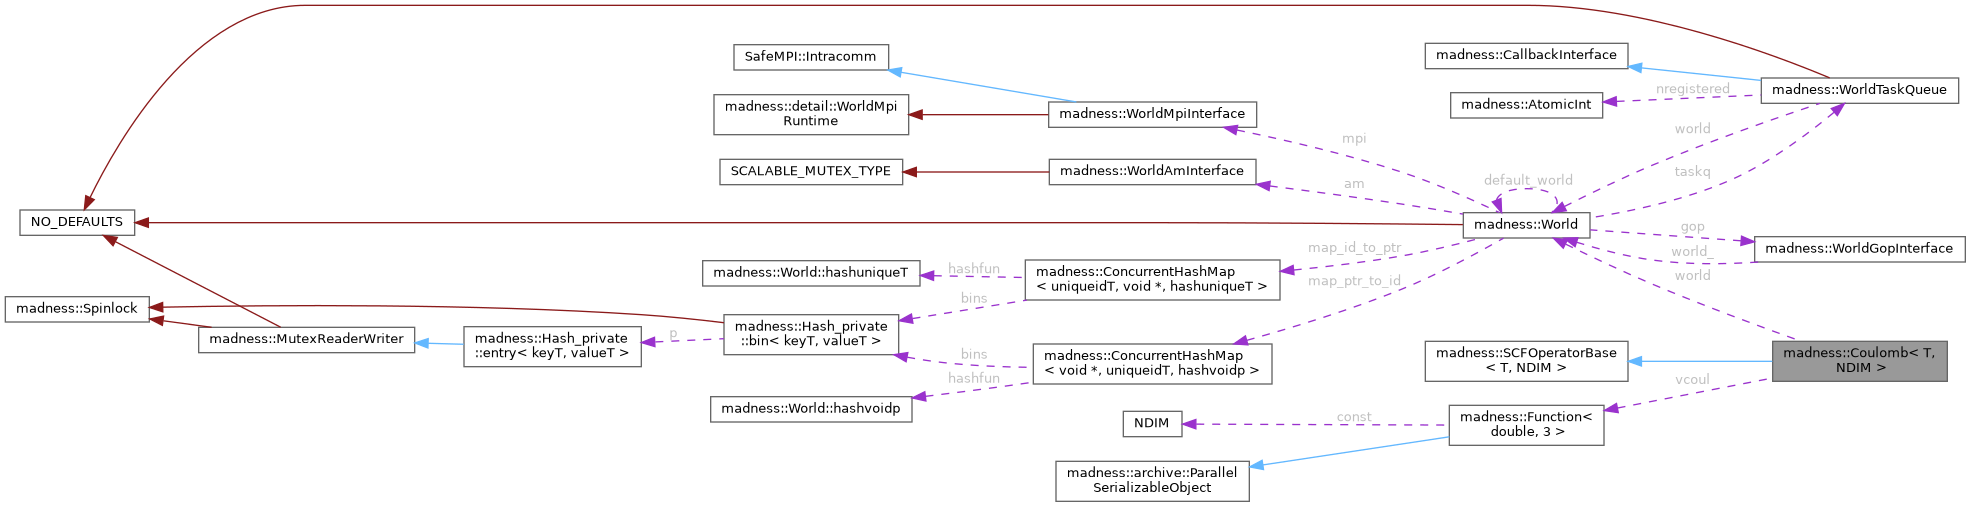 madness::CallbackInterface
SafeMPI::Intracomm
madness::WorldTaskQueue
nregistered
madness::AtomicInt
madness::detail::WorldMpi
Runtime
madness::WorldMpiInterface
world
mpi
SCALABLE_MUTEX_TYPE
madness::WorldAmInterface
taskq
default_world
am
NO_DEFAULTS
madness::World
gop
map_id_to_ptr
madness::WorldGopInterface
world_
madness::World::hashuniqueT
hashfun
madness::ConcurrentHashMap
< uniqueidT, void *, hashuniqueT >
world
map_ptr_to_id
bins
madness::Spinlock
madness::Hash_private
::bin< keyT, valueT >
madness::MutexReaderWriter
madness::Hash_private
::entry< keyT, valueT >
p
bins
madness::ConcurrentHashMap
< void *, uniqueidT, hashvoidp >
madness::SCFOperatorBase
< T, NDIM >
madness::Coulomb< T,
NDIM >
hashfun
vcoul
madness::World::hashvoidp
NDIM
const
madness::Function<
double, 3 >
madness::archive::Parallel
SerializableObject